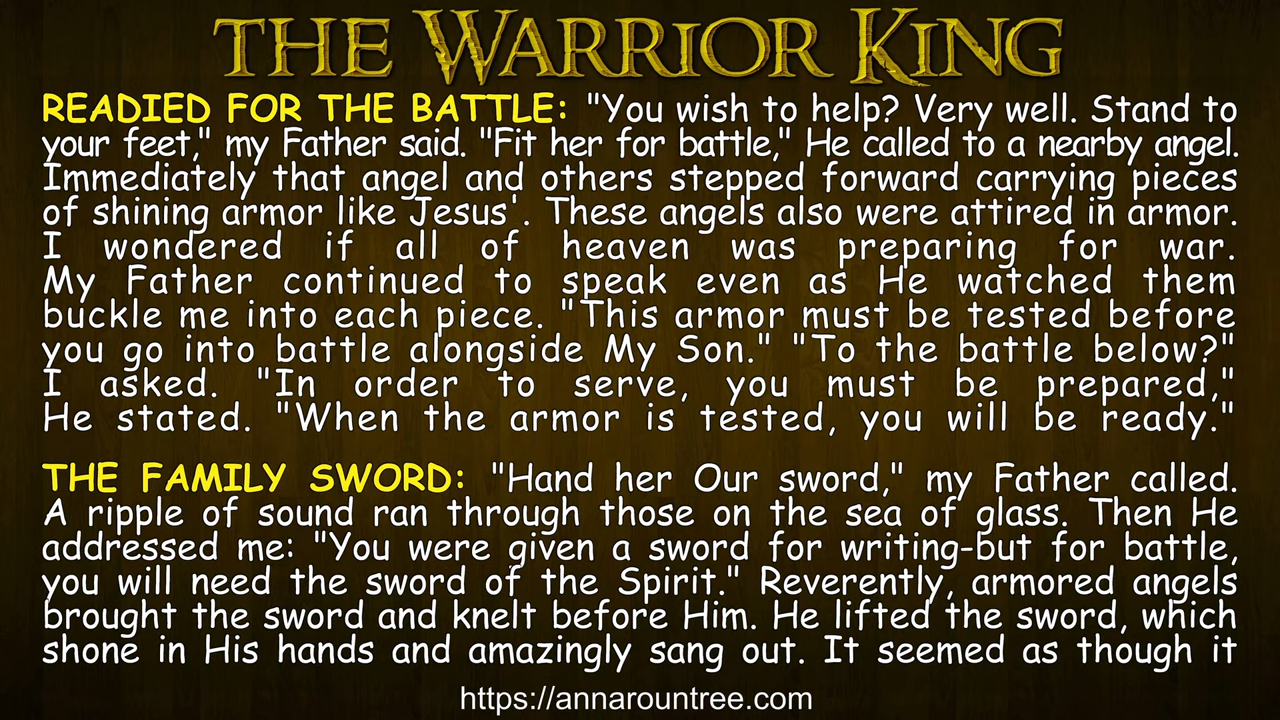 THE WARRIOR KING
READIED FOR THE BATTLE: "You wish to help? Very well. Stand to
your feet," my Father said. "Fit her for battle," He called to a nearby angel.
Immediately that angel and others stepped forward carrying pieces
of shining armor like Jesus'. These angels also were attired in armor.
I wondered if all of heaven was preparing for war.
My Father continued to speak even as He watched them
buckle me into each piece. "This armor must be tested before
you go into battle alongside My Son." "To the battle below?"
I asked. "In order to serve, you must be prepared,"
He stated. "When the armor is tested, you will be ready."
THE FAMILY SWORD: "Hand her Our sword," my Father called.
A ripple of sound ran through those on the sea of glass. Then He
addressed me: "You were given a sword for writing-but for battle,
you will need the sword of the Spirit." Reverently, armored angels
brought the sword and knelt before Him. He lifted the sword, which
shone in His hands and amazingly sang out. It seemed as though it
https://annarountree.com